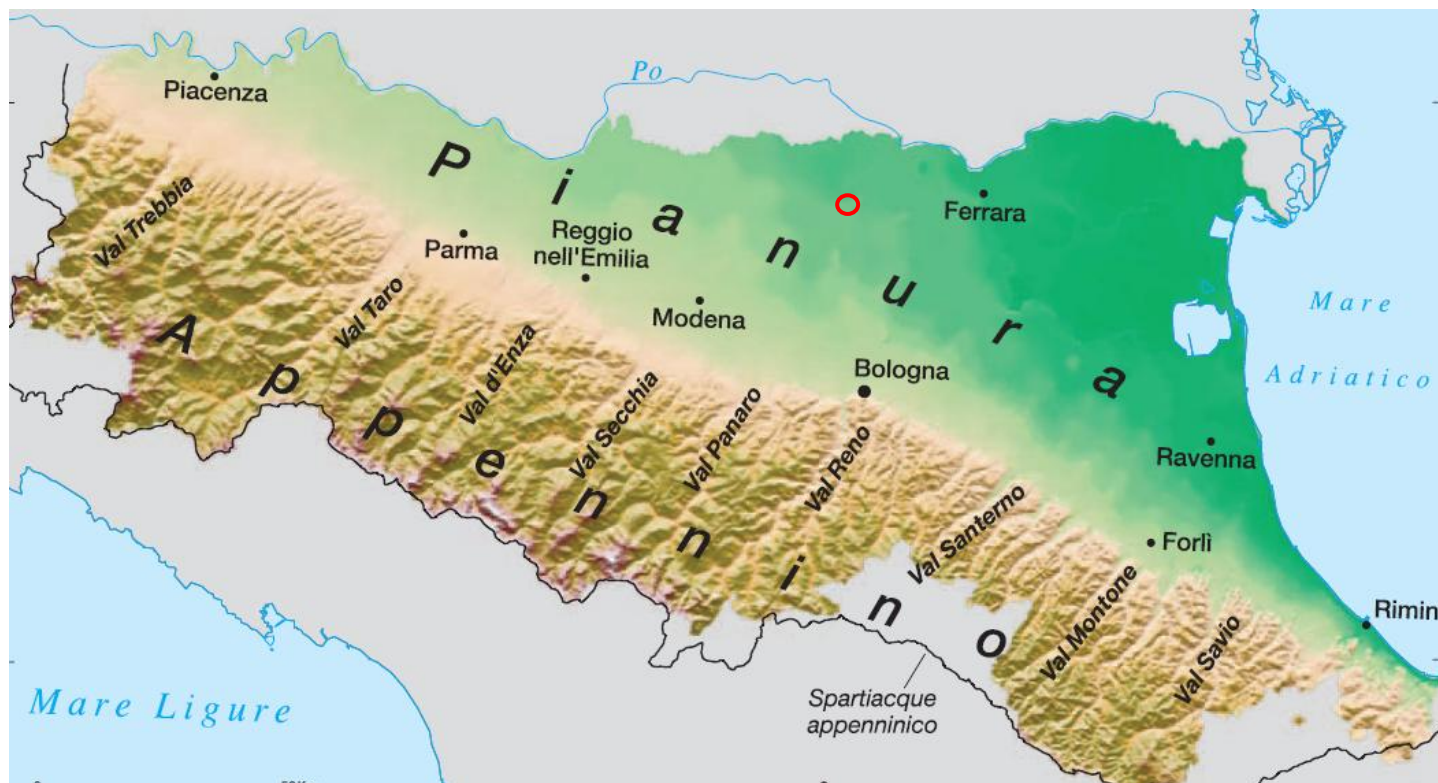 Po
Piacenza
Pianura
Ferrara
Val Trebbia
Parma
Reggio
nell'Emilia
Val Taro
Modena
Mare
Adriatico
Appennino
Val d'Enza
Val Secchia
Val Panaro
Bologna
Val Reno
Ravenna
Val Santerno
Forlì
Val Montone
Rimin
Val Savio
Mare Ligure
Spartiacque
appenninico